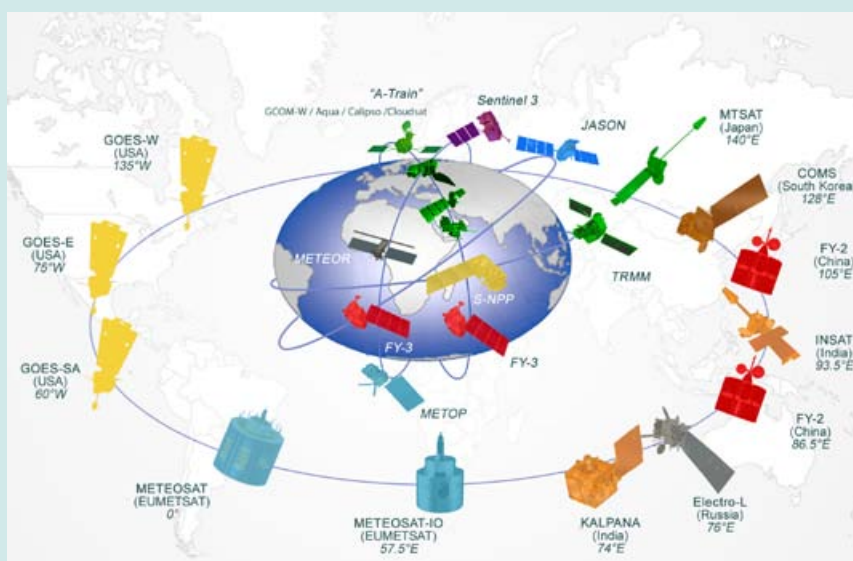 "A-Train"
GCOM-W / Aqua / Calipso /Cloudsat
Sentinel 3
JASON
MTSAT
(Japan)
140°E
GOES-W
(USA)
135°W
COMS
(South Korea)
128°E
GOES-E
(USA)
75°W
METEOR
TRMM
FY-2
(China)
105°E
S-NPP
INSAT
(India)
93.5°E
FY-3
FY-3
GOES-SA
(USA)
60°W
METOP
FY-2
(China)
86.5°E
METEOSAT
(EUMETSAT)
0°
METEOSAT-IO
(EUMETSAT)
57.5°E
KALPANA
(India)
74°E
Electro-L
(Russia)
76°E